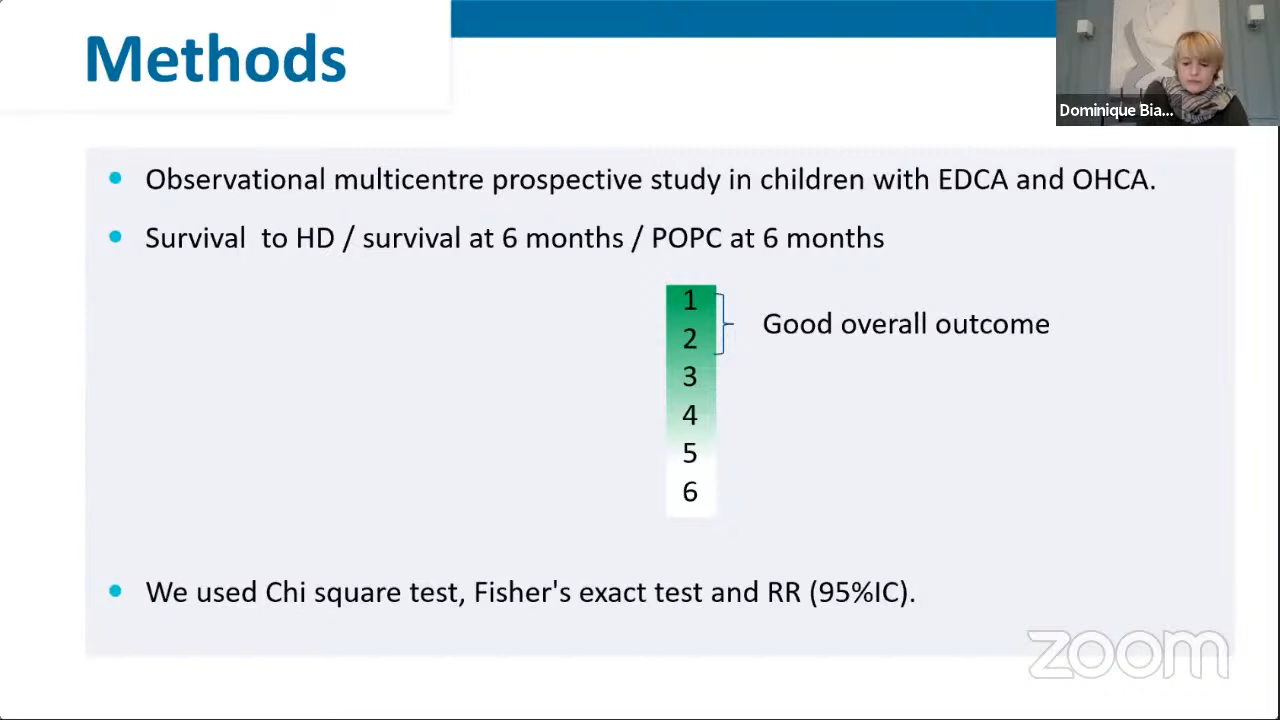 Methods
Dominique Bia...
Observational multicentre prospective study in children with EDCA and OHCA.
Survival to HD / survival at 6 months / POPC at 6 months
1
2
Good overall outcome
3
4
5
6
We used Chi square test, Fisher's exact test and RR (95%IC).
zoom